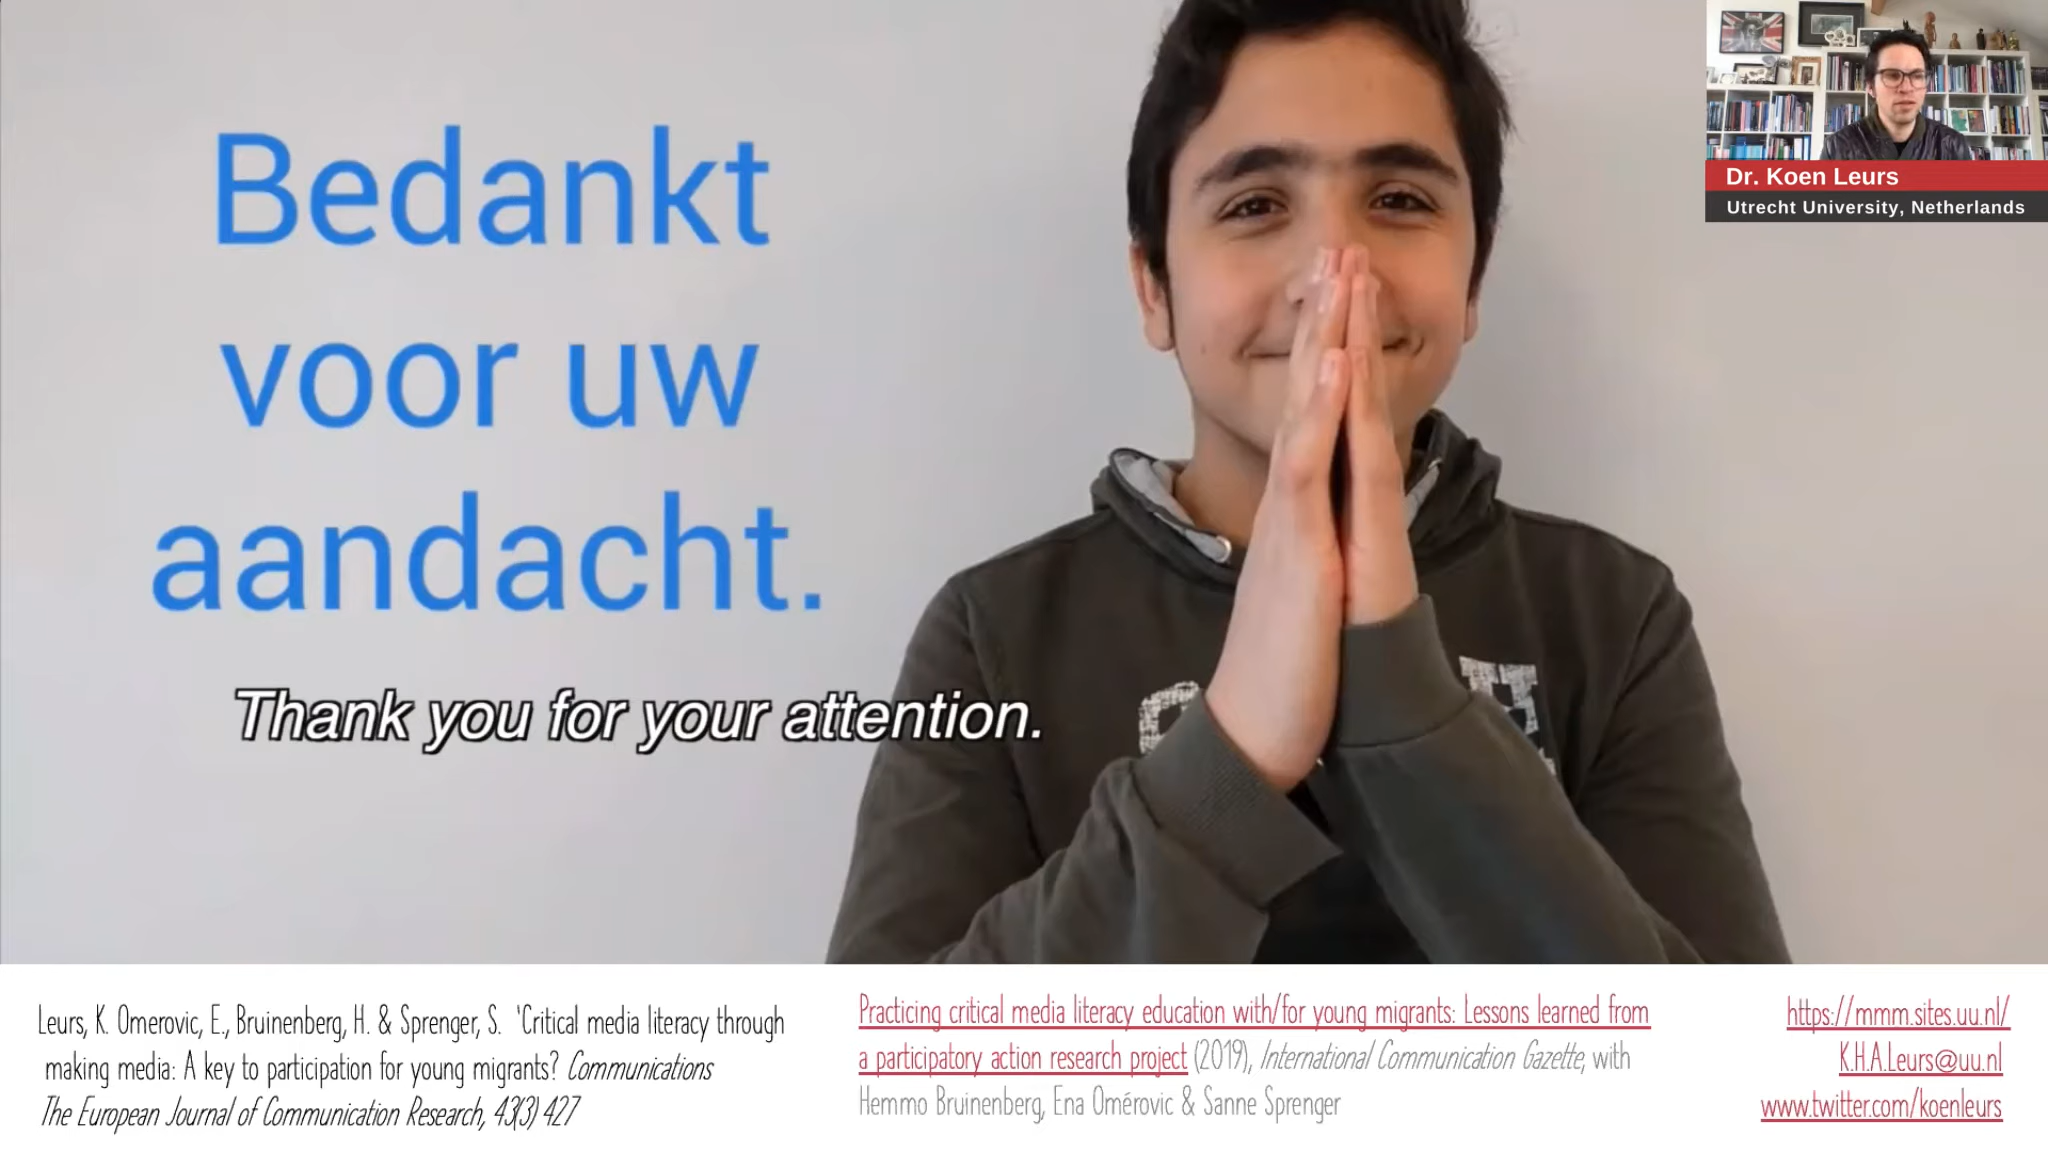 Bedankt
voor uw
aandacht.
Thank you for your attention.
Dr. Koen Leurs
Utrecht University, Netherlands
Leurs, K. Omerovic, E., Bruinenberg, H. & Sprenger, S. 'Critical media literacy through
making media: A key to participation for young migrants? Communications
The European Journal of Communication Research, 43(3) 427
Practicing critical media literacy education with/for young migrants: Lessons learned from
a participatory action research project (2019), International Communication Gazette, with
Hemmo Bruinenberg, Ena Omérovic & Sanne Sprenger
https://mmm.sites.uu.nl/
K.H.A.Leurs@uu.nl
www.twitter.com/koenleurs